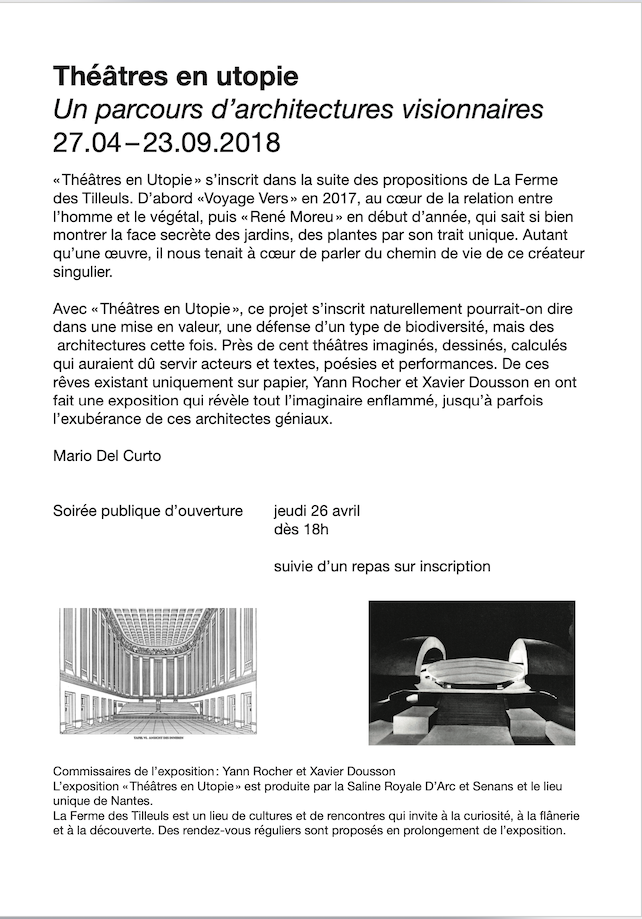 Théâtres en utopie
Un parcours d’architectures visionnaires
27.04 – 23.09.2018
« Théâtres en Utopie » s’inscrit dans la suite des propositions de La Ferme
des Tilleuls. D’abord «Voyage Vers » en 2017, au cœur de la relation entre
l’homme et le végétal, puis « René Moreu » en début d’année, qui sait si bien
montrer la face secrète des jardins, des plantes par son trait unique. Autant
qu’une œuvre, il nous tenait à cœur de parler du chemin de vie de ce créateur
singulier.
Avec « Théâtres en Utopie », ce projet s’inscrit naturellement pourrait-on dire
dans une mise en valeur, une défense d’un type de biodiversité, mais des
architectures cette fois. Près de cent théâtres imaginés, dessinés, calculés
qui auraient dû servir acteurs et textes, poésies et performances. De ces
rêves existant uniquement sur papier, Yann Rocher et Xavier Dousson en ont
fait une exposition qui révèle tout l’imaginaire enflammé, jusqu’à parfois
l’exubérance de ces architectes géniaux.
Mario Del Curto
Soirée publique d’ouverture jeudi 26 avril
dès 18h
suivie d’un repas sur inscription
Commissaires de l’exposition : Yann Rocher et Xavier Dousson
L’exposition « Théâtres en Utopie » est produite par la Saline Royale D’Arc et Senans et le lieu
unique de Nantes.
La Ferme des Tilleuls est un lieu de cultures et de rencontres qui invite à la curiosité, à la flânerie
et à la découverte. Des rendez-vous réguliers sont proposés en prolongement de l’exposition.